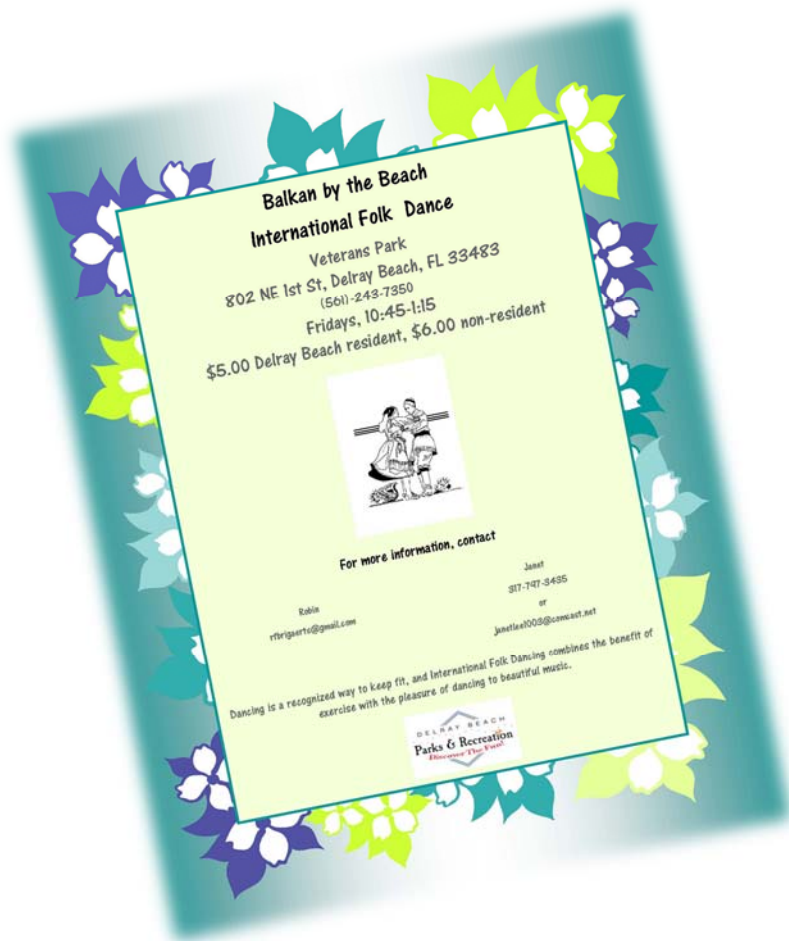 Balkan by the Beach
International Folk Dance
Veterans Park
802 NE 1st St, Delray Beach, FL 33483
(561)-243-7350
Fridays, 10:45-1:15
$5.00 Delray Beach resident, $6.00 non-resident
For more information, contact
Robin
rfbrigaertc@gmail.com
Janet
317-797-3435
or
janetlee1003@comcast.net
Dancing is a recognized way to keep fit, and International Folk Dancing combines the benefit of
exercise with the pleasure of dancing to beautiful music.
DELRAY BEACH
Parks & Recreation
Discover The Fun!